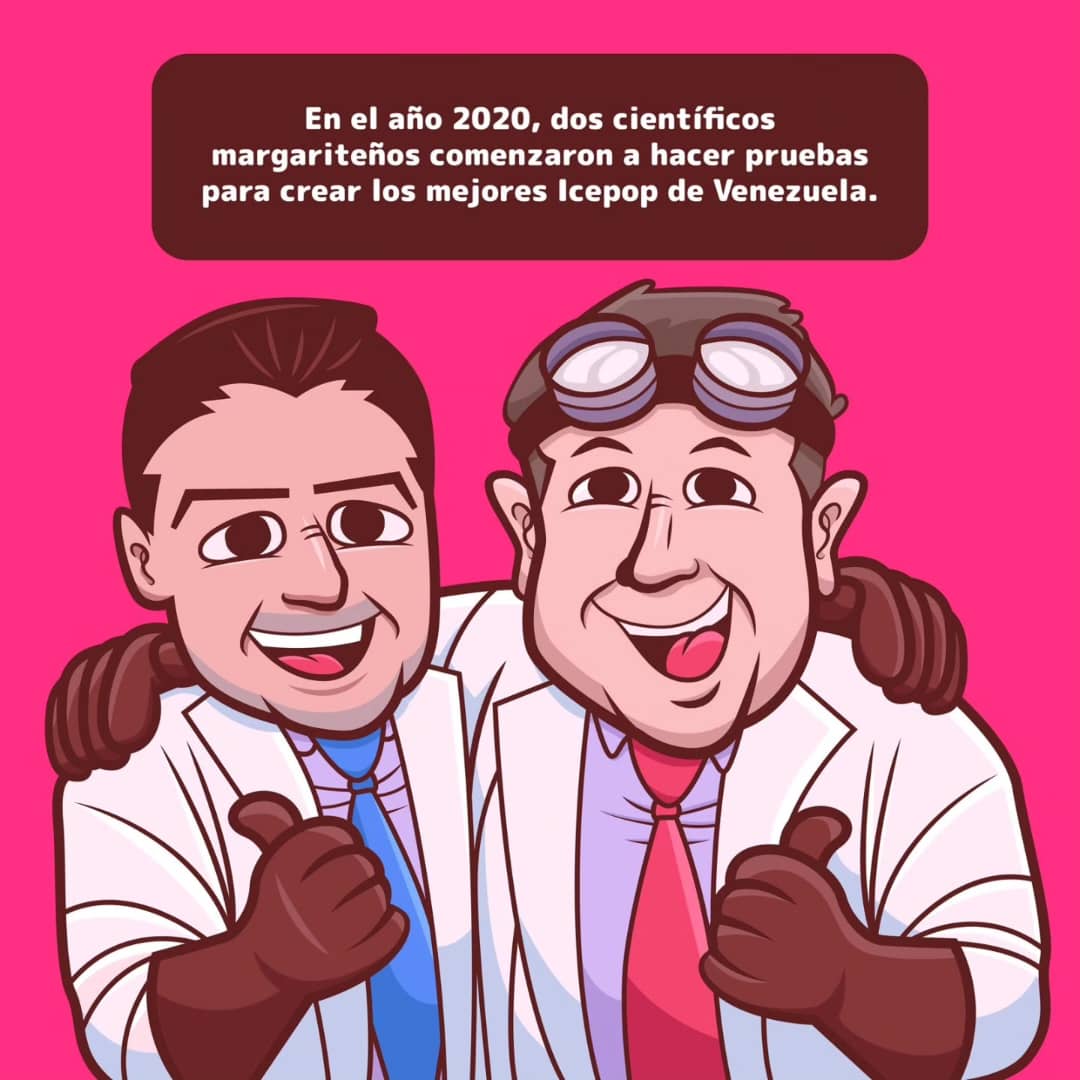 En el año 2020, dos científicos
margariteños comenzaron a hacer pruebas
para crear los mejores Icepop de Venezuela.